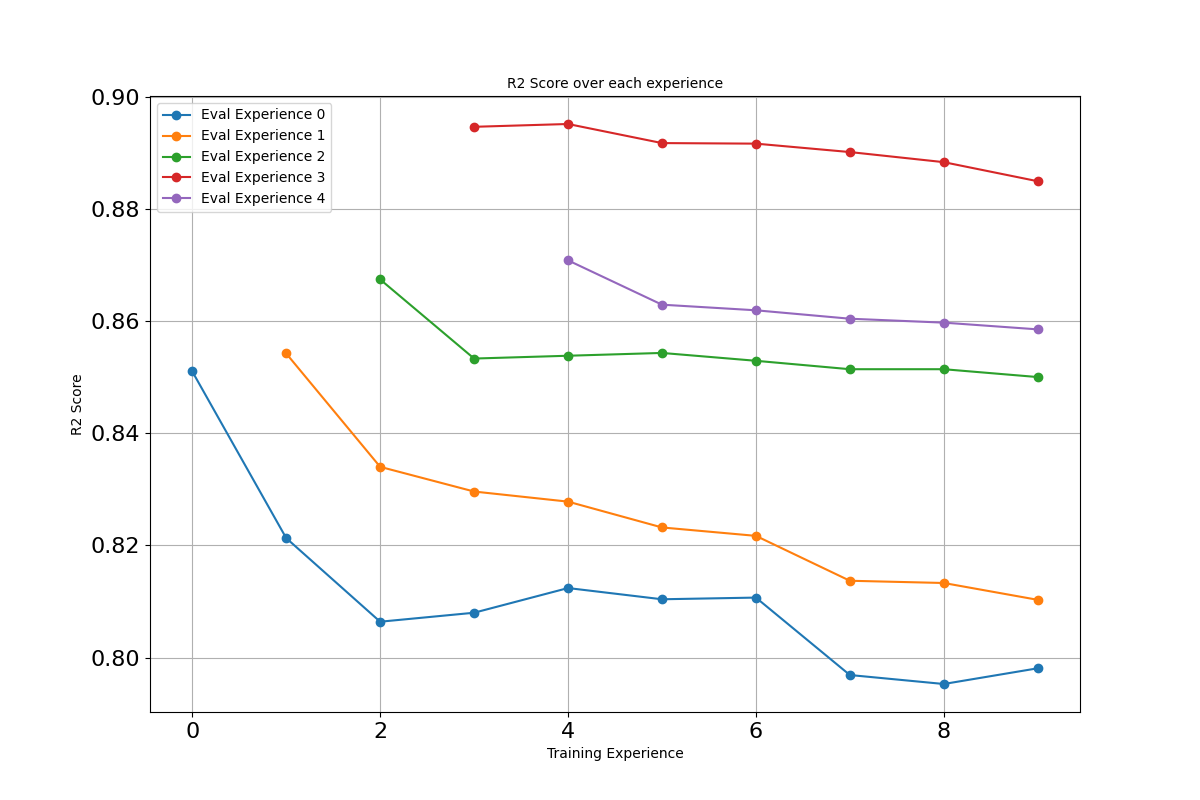 R2 Score over each experience
0.90
0.88
0.86
0.84
0.82
0.80
R2 Score
Eval Experience 0
Eval Experience 1
Eval Experience 2
Eval Experience 3
Eval Experience 4
0 2 4 6 8
Training Experience